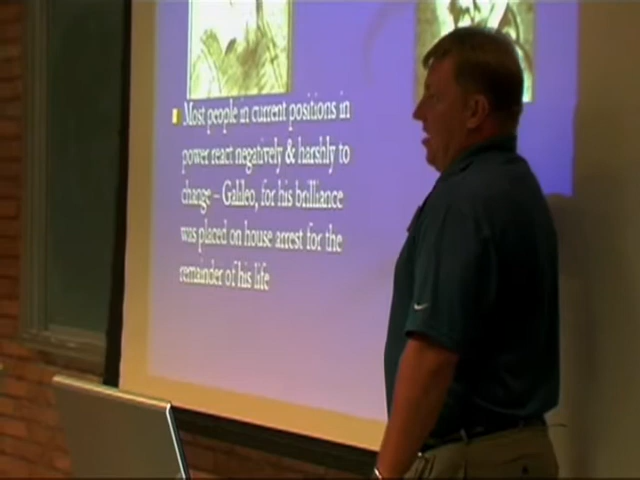 Most people in current positions in
power react negatively & harshly to
change – Galileo, for his brilliance
was placed on house arrest for the
remainder of his life